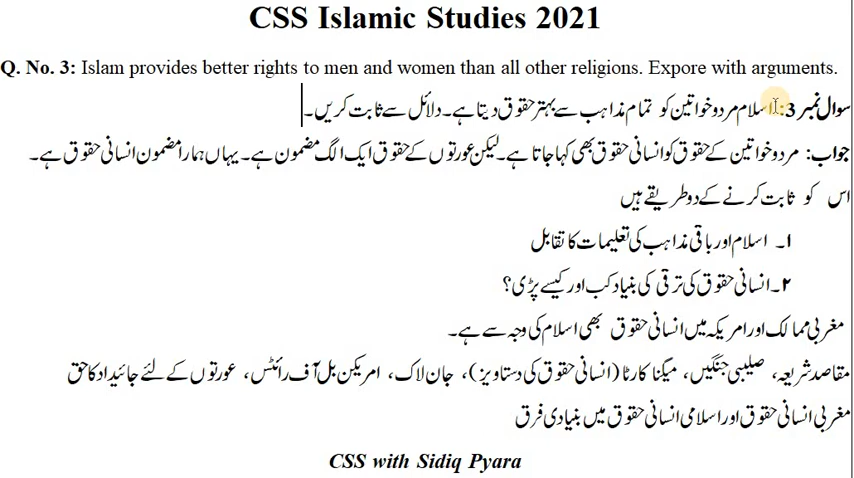 CSS Islamic Studies 2021
Q. No. 3: Islam provides better rights to men and women than all other religions. Expore with arguments.
سوال نمبر 3: اسلام مرد و خواتین کو تمام مذاہب سے بہتر حقوق دیتا ہے۔ دلائل سے ثابت کریں۔
جواب: مرد و خواتین کے حقوق کو انسانی حقوق بھی کہا جاتا ہے۔ لیکن عورتوں کے حقوق ایک الگ مضمون ہے۔ یہاں ہمارا مضمون انسانی حقوق ہے۔
اس کو ثابت کرنے کے دو طریقے ہیں
۱۔ اسلام اور باقی مذاہب کی تعلیمات کا تقابل
۲۔ انسانی حقوق کی ترقی کی بنیاد کب اور کیسے پڑی؟
مغربی ممالک اور امریکہ میں انسانی حقوق بھی اسلام کی وجہ سے ہے۔
مقاصد شریعہ، صلیبی جنگیں، میگنا کارٹا (انسانی حقوق کی دستاویز)، جان لاک، امریکن بل آف رائٹس، عورتوں کے لئے جائیداد کا حق
مغربی انسانی حقوق اور اسلامی انسانی حقوق میں بنیادی فرق
CSS with Sidiq Pyara